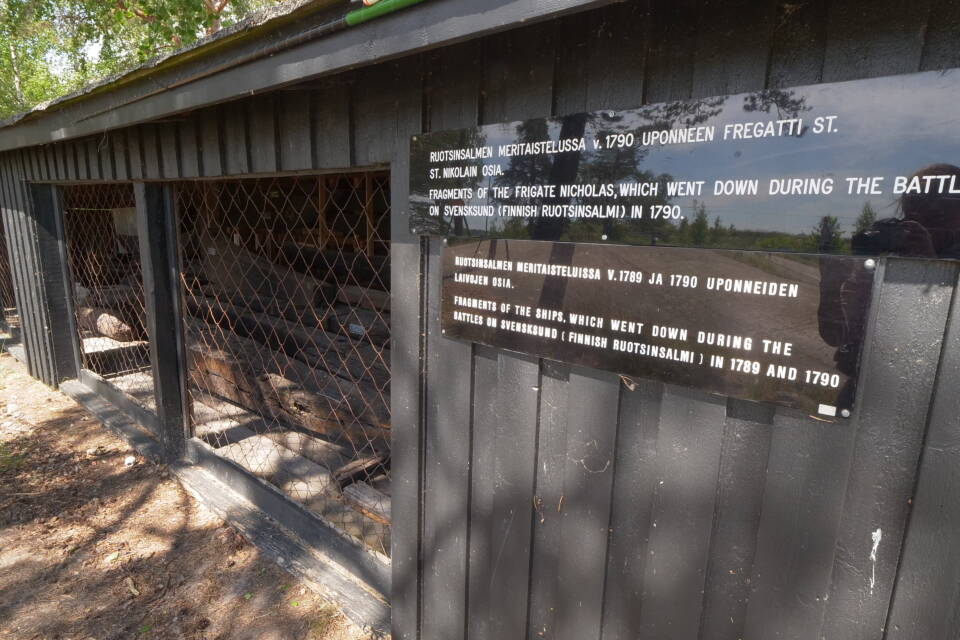 RUOTSINSALMEN MERITAISTELUSSA v. 1790 UPONNEEN FREGATTI ST.
ST. NIKOLAIN OSIA.
FRAGMENTS OF THE FRIGATE NICHOLAS, WHICH WENT DOWN DURING THE BATTL
ON SVENSKSUND (FINNISH RUOTSINSALMI) IN 1790.
RUOTSINSALMEN MERITAISTELUISSA V. 1789 JA 1790 UPONNEIDEN
LAIVOJEN OSIA.
FRAGMENTS OF THE SHIPS, WHICH WENT DOWN DURING THE
BATTLES ON SVENSKSUND ( FINNISH RUOTSINSALMI ) IN 1789 AND 1790